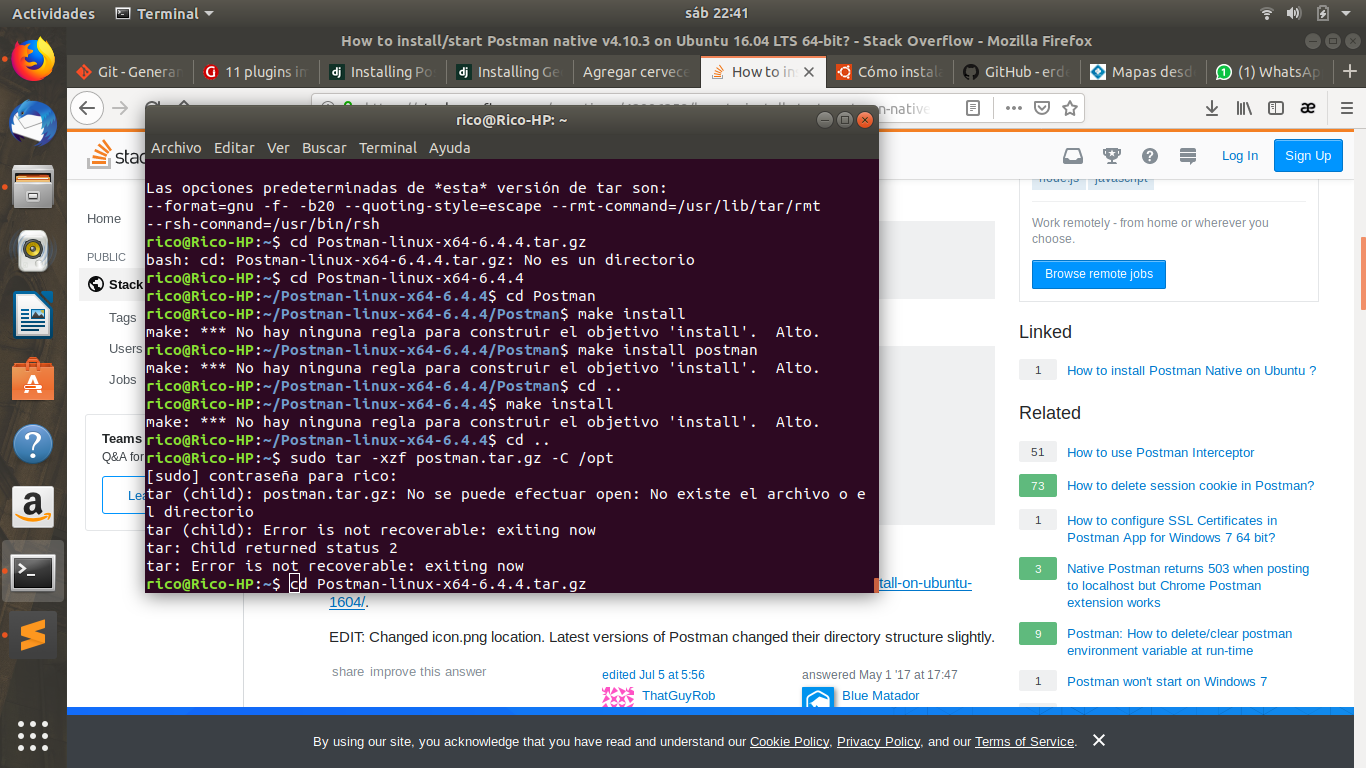 Actividades
Terminal
sáb 22:41
How to install/start Postman native v4.10.3 on Ubuntu 16.04 LTS 64-bit? - Stack Overflow - Mozilla Firefox
Git - Generar
11 plugins in
Installing Po
Installing Ge
Agregar cervece
How to in
Cómo instala
GitHub - erde
Mapas desd
(1) WhatsAp
rico@Rico-HP: ~
Archivo Editar Ver Buscar Terminal Ayuda
Las opciones predeterminadas de *esta* versión de tar son:
--format=gnu -f- -b20 --quoting-style=escape --rmt-command=/usr/lib/tar/rmt
--rsh-command=/usr/bin/rsh
rico@Rico-HP:~$ cd Postman-linux-x64-6.4.4.tar.gz
bash: cd: Postman-linux-x64-6.4.4.tar.gz: No es un directorio
rico@Rico-HP:~$ cd Postman-linux-x64-6.4.4
rico@Rico-HP:~/Postman-linux-x64-6.4.4$ cd Postman
rico@Rico-HP:~/Postman-linux-x64-6.4.4/Postman$ make install
make: *** No hay ninguna regla para construir el objetivo 'install'.  Alto.
rico@Rico-HP:~/Postman-linux-x64-6.4.4/Postman$ make install postman
make: *** No hay ninguna regla para construir el objetivo 'install'.  Alto.
rico@Rico-HP:~/Postman-linux-x64-6.4.4/Postman$ cd ..
rico@Rico-HP:~/Postman-linux-x64-6.4.4$ make install
make: *** No hay ninguna regla para construir el objetivo 'install'.  Alto.
rico@Rico-HP:~/Postman-linux-x64-6.4.4$ cd ..
rico@Rico-HP:~$ sudo tar -xzf postman.tar.gz -C /opt
[sudo] contraseña para rico:
tar (child): postman.tar.gz: No se puede efectuar open: No existe el archivo o e
l directorio
tar (child): Error is not recoverable: exiting now
tar: Child returned status 2
tar: Error is not recoverable: exiting now
rico@Rico-HP:~$ cd Postman-linux-x64-6.4.4.tar.gz
stac
Home
PUBLIC
Stack
Tags
Users
Jobs
Teams
Q&A for
Lea
Log In
Sign Up
node.js
javascript
Work remotely - from home or wherever you
choose.
Browse remote jobs
Linked
1 How to install Postman Native on Ubuntu ?
Related
51 How to use Postman Interceptor
73 How to delete session cookie in Postman?
1 How to configure SSL Certificates in
Postman App for Windows 7 64 bit?
3 Native Postman returns 503 when posting
to localhost but Chrome Postman
extension works
9 Postman: How to delete/clear postman
environment variable at run-time
1 Postman won't start on Windows 7
tall-on-ubuntu-
1604/.
EDIT: Changed icon.png location. Latest versions of Postman changed their directory structure slightly.
share improve this answer
edited Jul 5 at 5:56
ThatGuyRob
answered May 1 '17 at 17:47
Blue Matador
By using our site, you acknowledge that you have read and understand our Cookie Policy, Privacy Policy, and our Terms of Service.